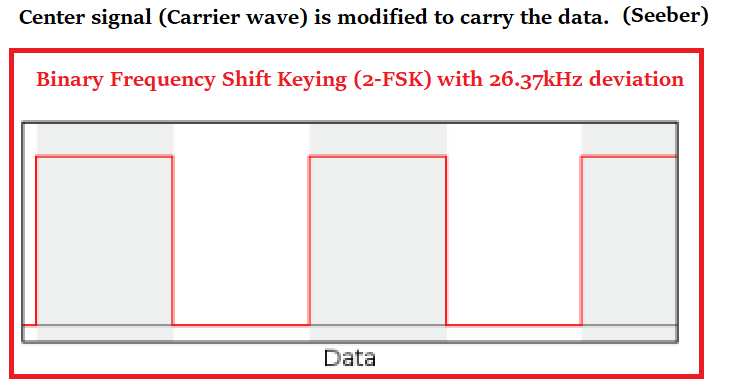 Center signal (Carrier wave) is modified to carry the data. (Seeber)
Binary Frequency Shift Keying (2-FSK) with 26.37kHz deviation
Data